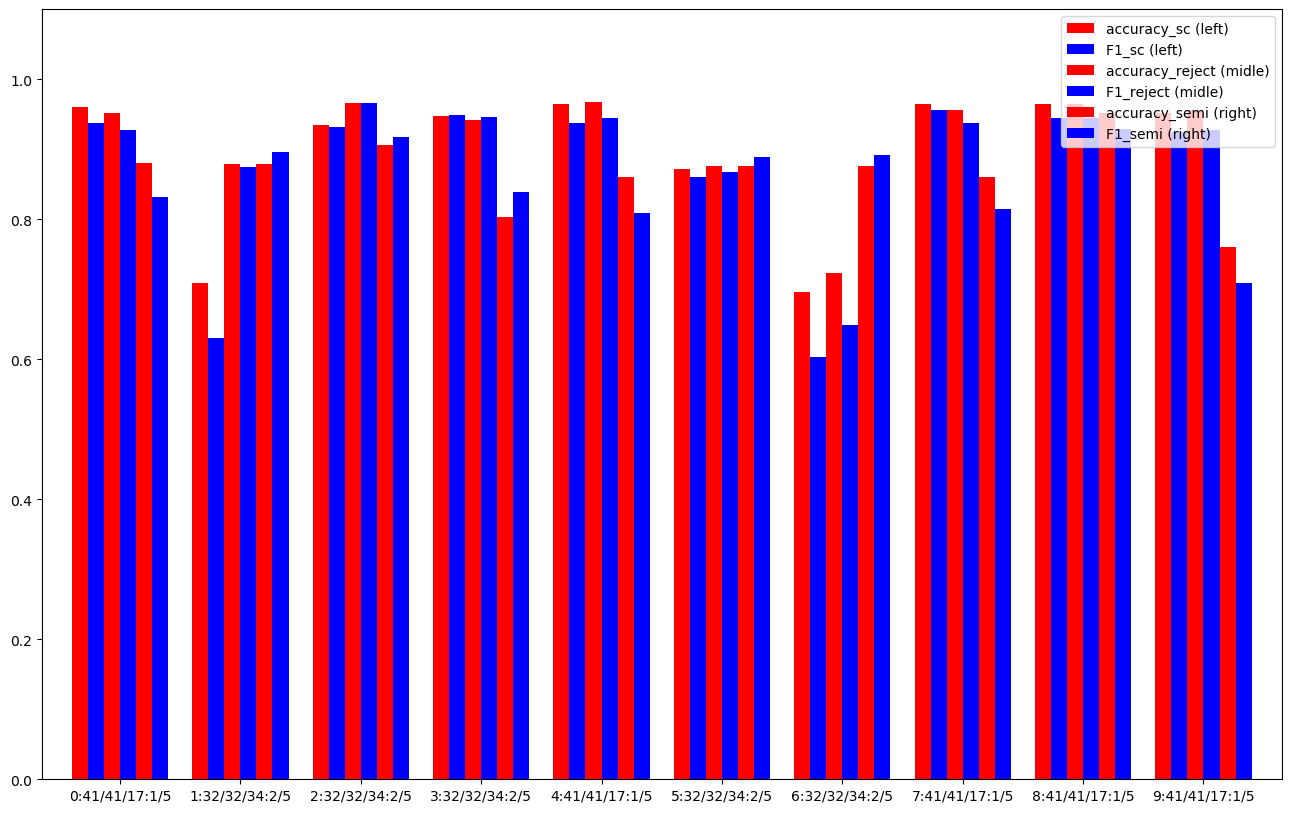 accuracy_sc (left)
F1_sc (left)
accuracy_reject (midle)
F1_reject (midle)
accuracy_semi (right)
F1_semi (right)
1.0
0.8
0.6
0.4
0.2
0.0
0:41/41/17:1/5 1:32/32/34:2/5 2:32/32/34:2/5 3:32/32/34:2/5 4:41/41/17:1/5 5:32/32/34:2/5 6:32/32/34:2/5 7:41/41/17:1/5 8:41/41/17:1/5 9:41/41/17:1/5